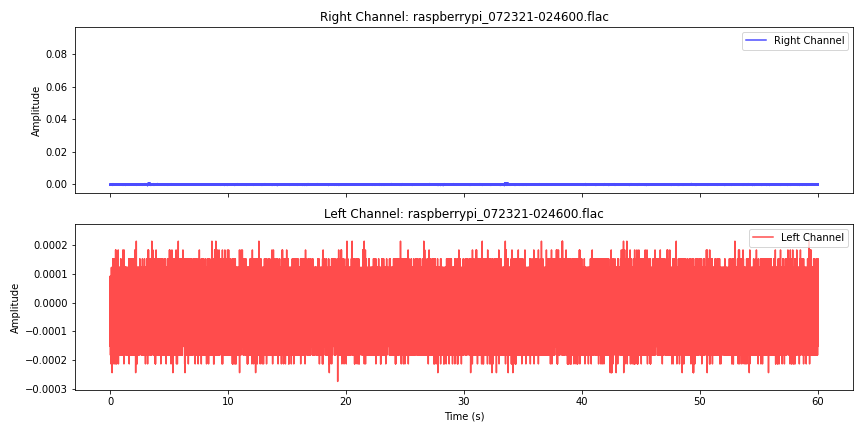 Right Channel: raspberrypi_072321-024600.flac
Right Channel
0.08
0.06
0.04
0.02
0.00
Amplitude
Left Channel: raspberrypi_072321-024600.flac
Left Channel
0.0002
0.0001
0.0000
−0.0001
−0.0002
−0.0003
Amplitude
0 10 20 30 40 50 60
Time (s)